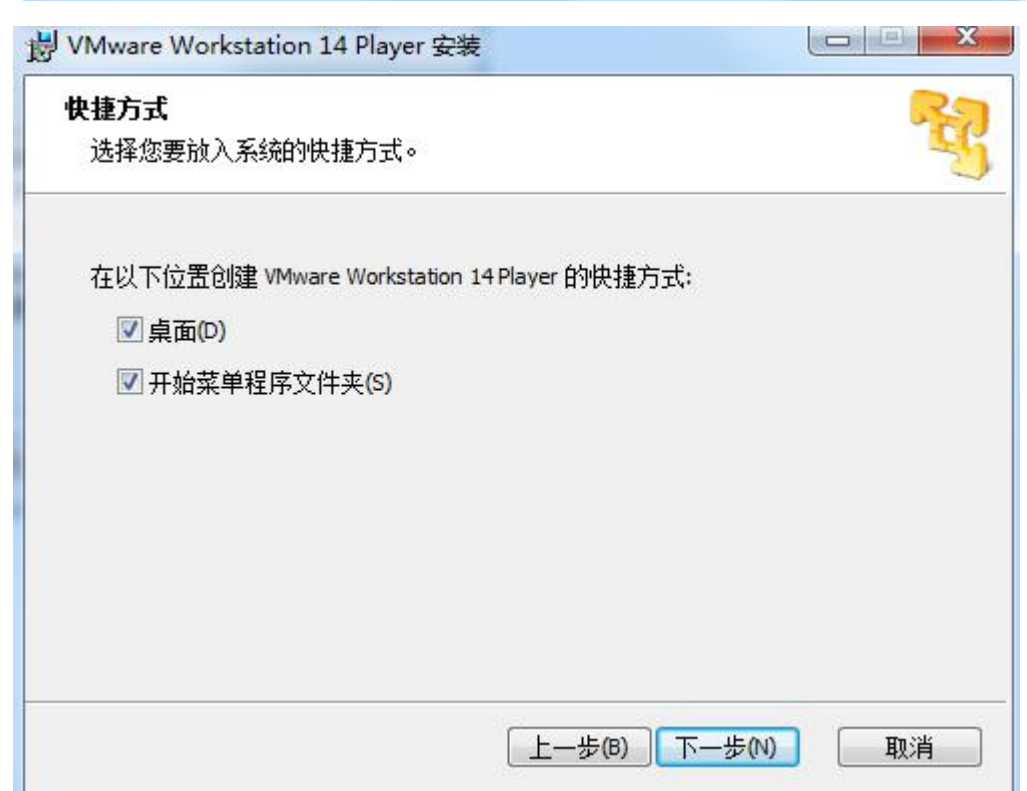 VMware Workstation 14 Player 安装
快捷方式
选择您要放入系统的快捷方式。
在以下位置创建 VMware Workstation 14 Player 的快捷方式:
桌面(D)
开始菜单程序文件夹(S)
上一步(B) 下一步(N) 取消